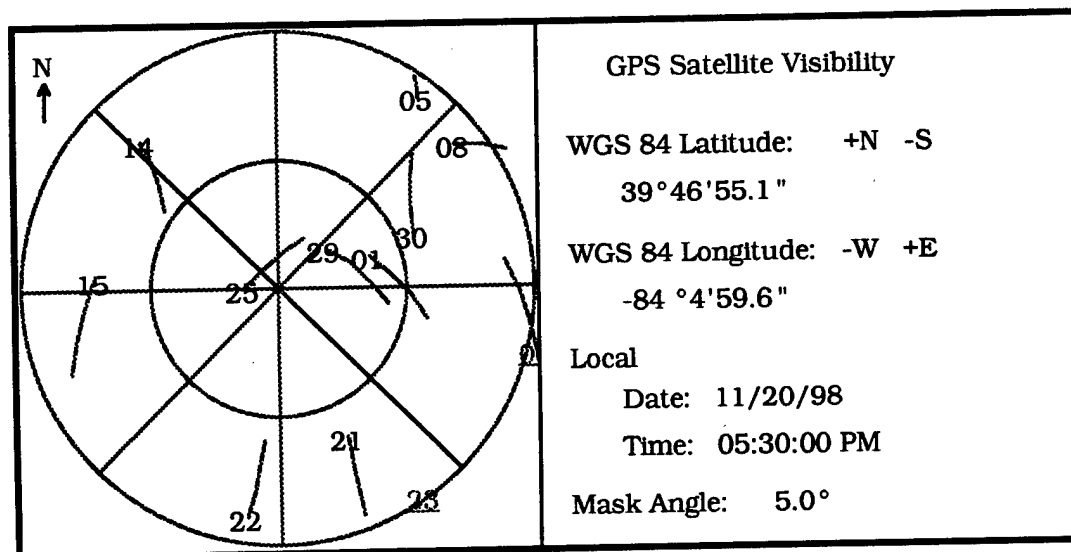 N
05
14
08
30
29
01
15
25
21
23
22
GPS Satellite Visibility
WGS 84 Latitude: +N -S
39°46'55.1"
WGS 84 Longitude: -W +E
-84 °4'59.6"
Local
Date: 11/20/98
Time: 05:30:00 PM
Mask Angle: 5.0°